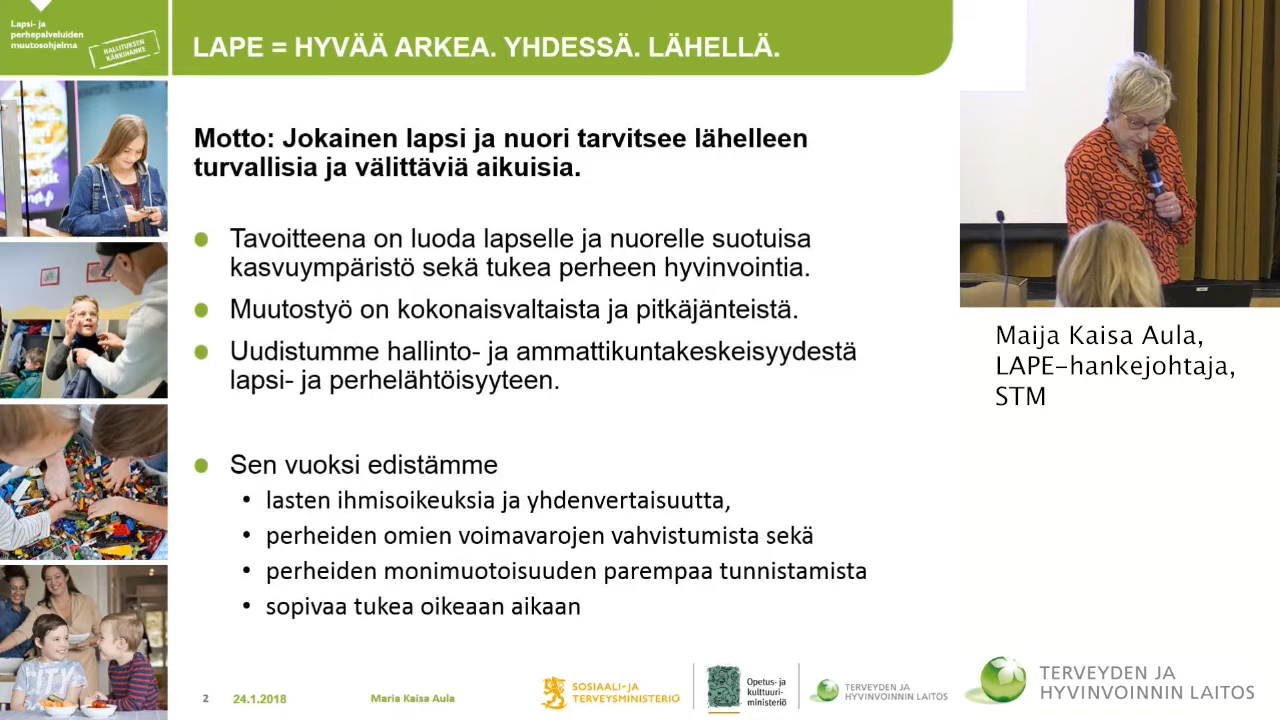 Lapsi- ja
perhepalveluiden
muutosohjelma
HALLITUKSEN
KÄRKIHANKE
LAPE = HYVÄÄ ARKEA. YHDESSÄ. LÄHELLÄ.
Motto: Jokainen lapsi ja nuori tarvitsee lähelleen
turvallisia ja välittäviä aikuisia.
Tavoitteena on luoda lapselle ja nuorelle suotuisa
kasvuympäristö sekä tukea perheen hyvinvointia.
Muutostyö on kokonaisvaltaista ja pitkäjänteistä.
Uudistumme hallinto- ja ammattikuntakeskeisyydestä
lapsi- ja perhelähtöisyyteen.
Sen vuoksi edistämme
lasten ihmisoikeuksia ja yhdenvertaisuutta,
perheiden omien voimavarojen vahvistumista sekä
perheiden monimuotoisuuden parempaa tunnistamista
sopivaa tukea oikeaan aikaan
2
24.1.2018
Maria Kaisa Aula
SOSIAALI- JA
TERVEYSMINISTERIÖ
Opetus- ja
kulttuuri-
ministeriö
TERVEYDEN JA
HYVINVOINNIN LAITOS
Maija Kaisa Aula,
LAPE-hankejohtaja,
STM
TERVEYDEN JA
HYVINVOINNIN LAITOS